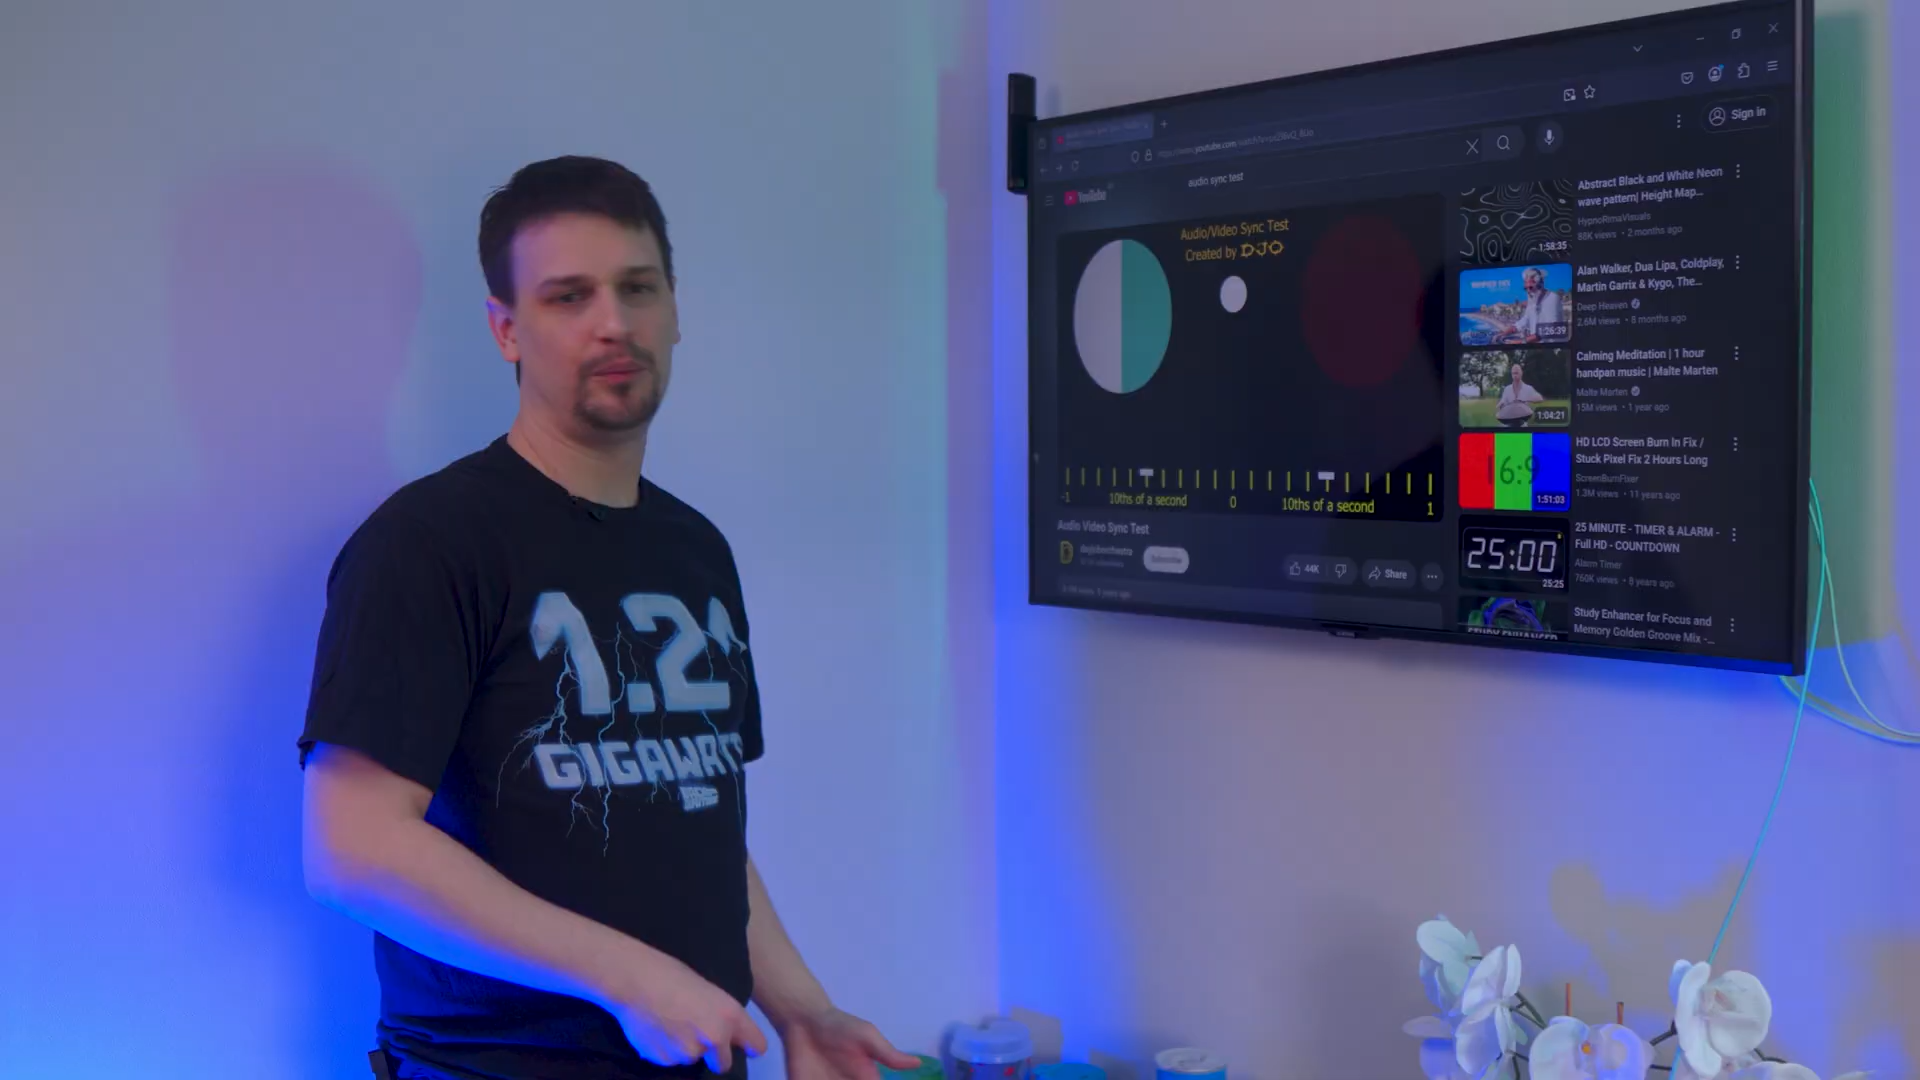 1.21
GIGAWATT
Sign in
YouTube
audio sync test
Audio/Video Sync Test
Created by DJO
-1
10ths of a second
0
10ths of a second
1
Audio Video Sync Test
44K
Share
Abstract Black and White Neon
wave pattern| Height Map...
HypnoRimaVisuals
88K views • 2 months ago
1:58:35
Alan Walker, Dua Lipa, Coldplay,
Martin Garrix & Kygo, The...
Deep Heaven
2.6M views • 8 months ago
1:26:39
Calming Meditation | 1 hour
handpan music | Malte Marten
Malte Marten
15M views • 1 year ago
1:04:21
HD LCD Screen Burn In Fix /
Stuck Pixel Fix 2 Hours Long
ScreenBurnFixer
1.3M views • 11 years ago
16:9
1:51:03
25 MINUTE - TIMER & ALARM -
Full HD - COUNTDOWN
Alarm Timer
760K views • 8 years ago
25:00
25:25
Study Enhancer for Focus and
Memory Golden Groove Mix -...
STUDY ENHANCER